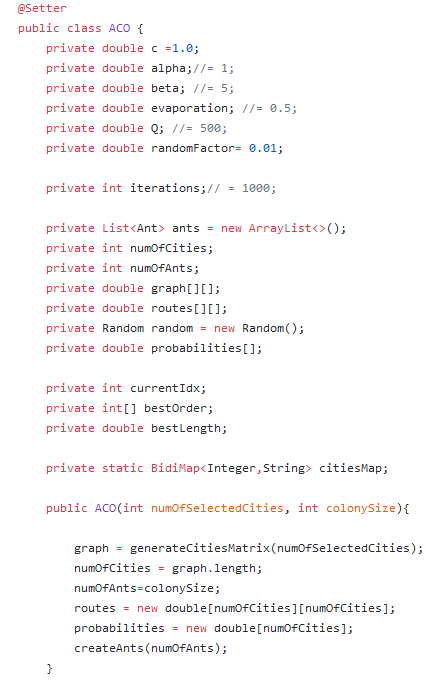 @Setter
public class ACO {
    private double c =1.0;
    private double alpha;//= 1;
    private double beta; //= 5;
    private double evaporation; //= 0.5;
    private double Q; //= 500;
    private double randomFactor= 0.01;

    private int iterations;// = 1000;

    private List<Ant> ants = new ArrayList<>();
    private int numOfCities;
    private int numOfAnts;
    private double graph[][];
    private double routes[][];
    private Random random = new Random();
    private double probabilities[];

    private int currentIdx;
    private int[] bestOrder;
    private double bestLength;

    private static BidiMap<Integer,String> citiesMap;

    public ACO(int numOfSelectedCities, int colonySize){

        graph = generateCitiesMatrix(numOfSelectedCities);
        numOfCities = graph.length;
        numOfAnts=colonySize;
        routes = new double[numOfCities][numOfCities];
        probabilities = new double[numOfCities];
        createAnts(numOfAnts);
    }